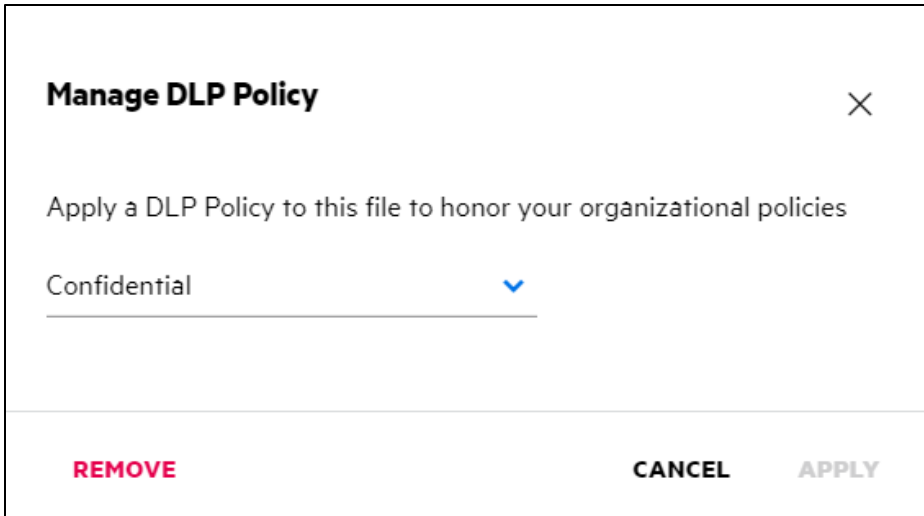 Manage DLP Policy
Apply a DLP Policy to this file to honor your organizational policies
Confidential
REMOVE CANCEL APPLY